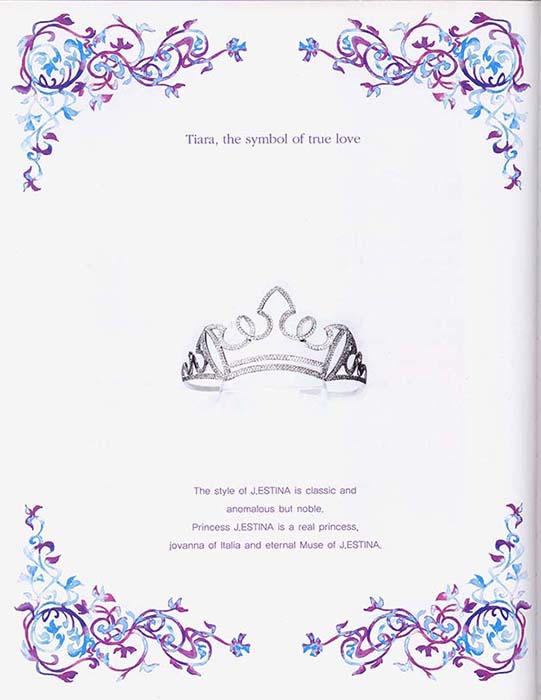 Tiara, the symbol of true love
The style of J.ESTINA is classic and
anomalous but noble.
Princess J.ESTINA is a real princess,
jovanna of Italia and eternal Muse of J.ESTINA.